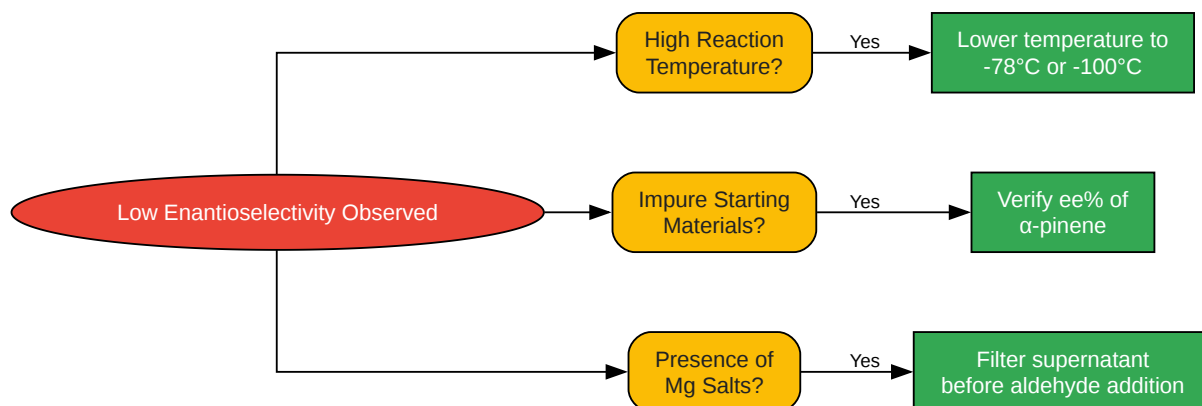 High Reaction
Temperature?
Yes
Lower temperature to
-78°C or -100°C
Low Enantioselectivity Observed
Impure Starting
Materials?
Yes
Verify ee% of
α-pinene
Presence of
Mg Salts?
Yes
Filter supernatant
before aldehyde addition